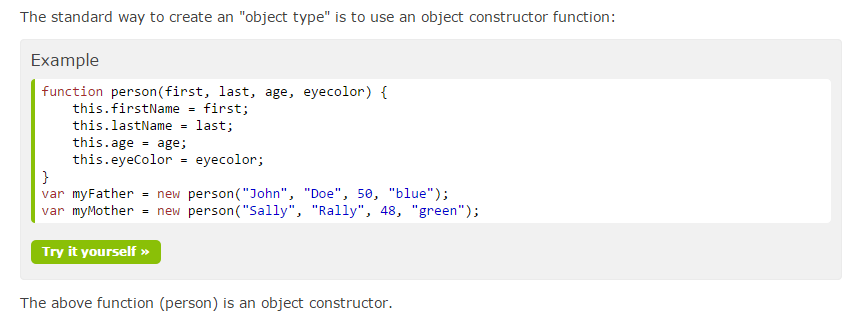 The standard way to create an "object type" is to use an object constructor function:
Example
function person(first, last, age, eyecolor) {
    this.firstName = first;
    this.lastName = last;
    this.age = age;
    this.eyeColor = eyecolor;
}
var myFather = new person("John", "Doe", 50, "blue");
var myMother = new person("Sally", "Rally", 48, "green");
Try it yourself »
The above function (person) is an object constructor.